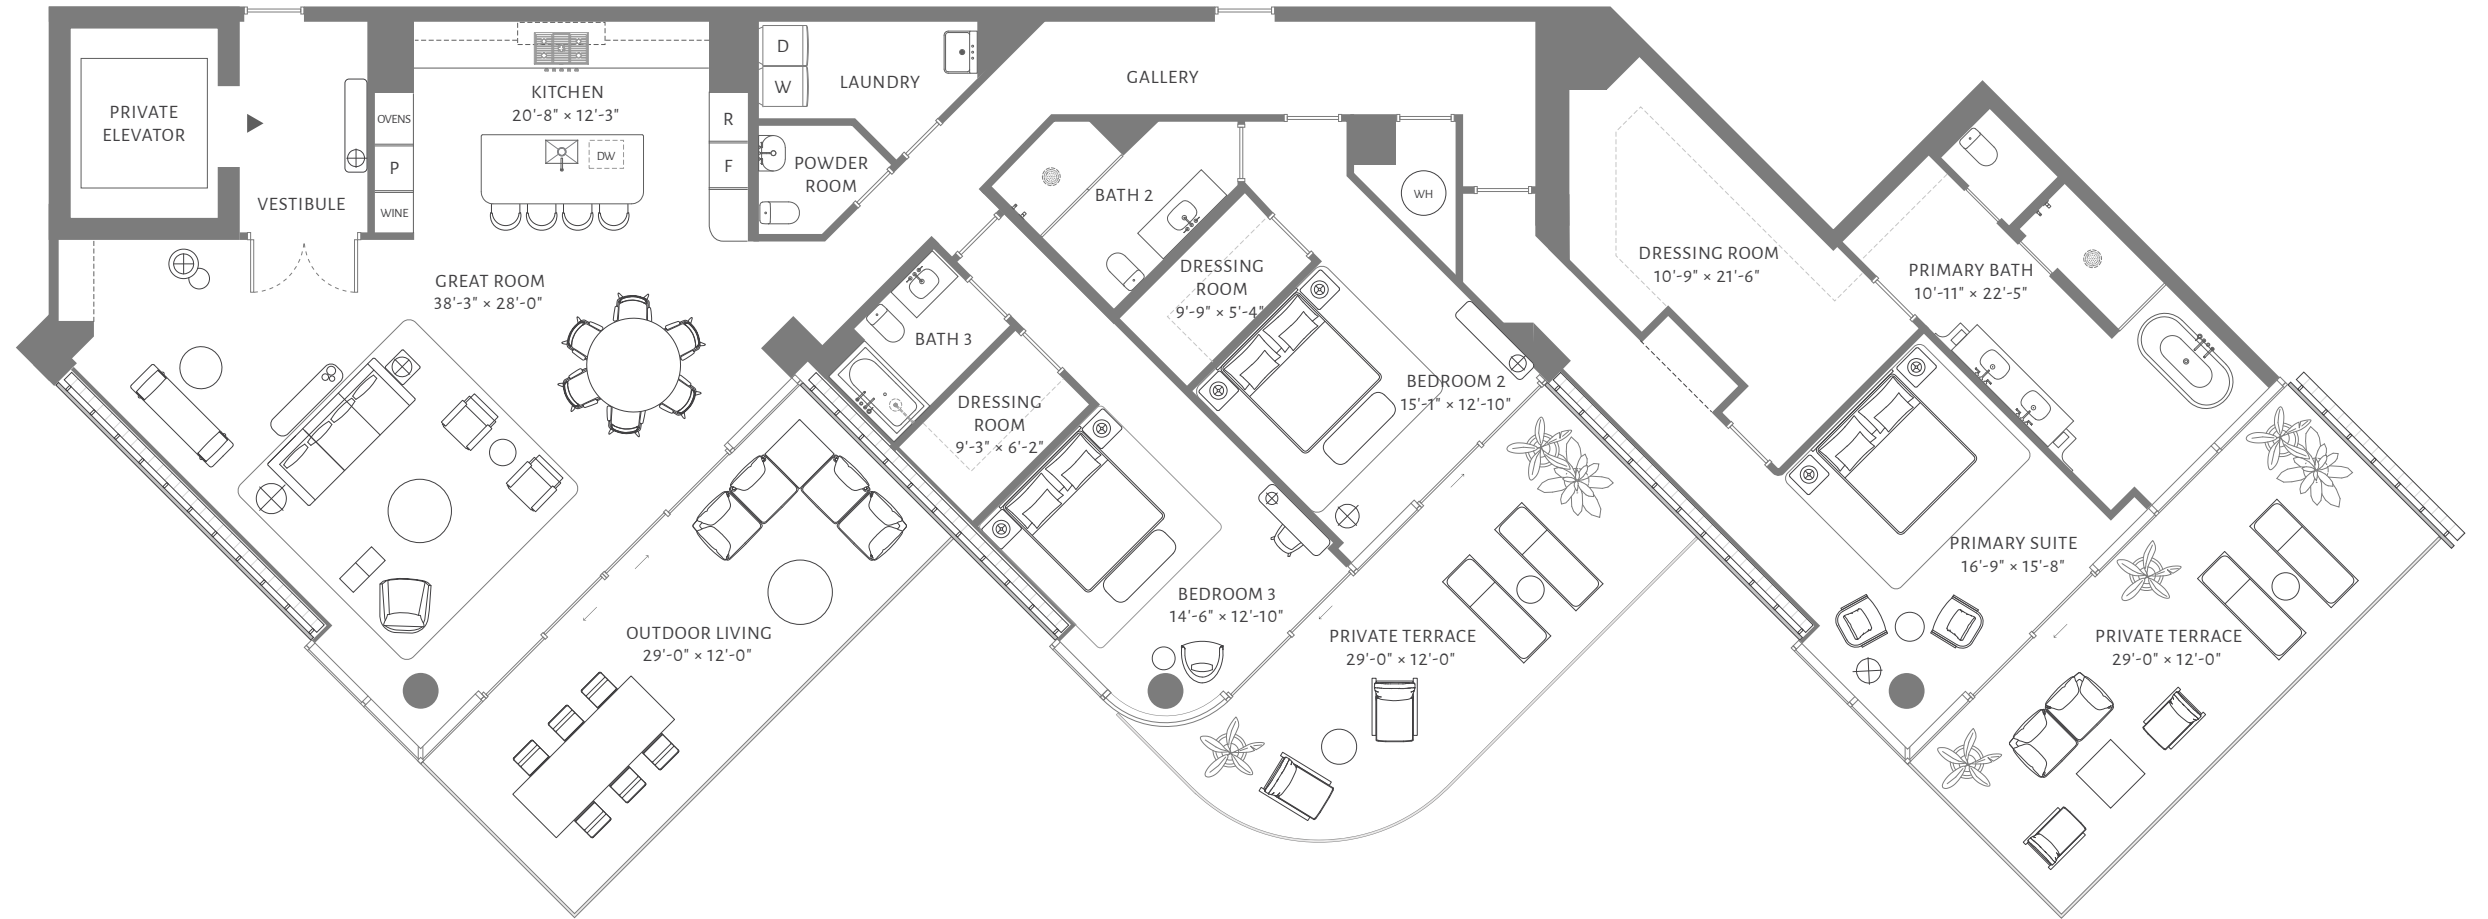 PRIVATE
ELEVATOR
VESTIBULE
OVENS
P
WINE
KITCHEN
20'-8" × 12'-3"
DW
R
F
D
W
LAUNDRY
POWDER
ROOM
GALLERY
GREAT ROOM
38'-3" × 28'-0"
OUTDOOR LIVING
29'-0" × 12'-0"
BATH 3
DRESSING
ROOM
9'-3" × 6'-2"
BEDROOM 3
14'-6" × 12'-10"
BATH 2
DRESSING
ROOM
9'-9" × 5'-4"
WH
BEDROOM 2
15'-1" × 12'-10"
PRIVATE TERRACE
29'-0" × 12'-0"
DRESSING ROOM
10'-9" × 21'-6"
PRIMARY BATH
10'-11" × 22'-5"
PRIMARY SUITE
16'-9" × 15'-8"
PRIVATE TERRACE
29'-0" × 12'-0"